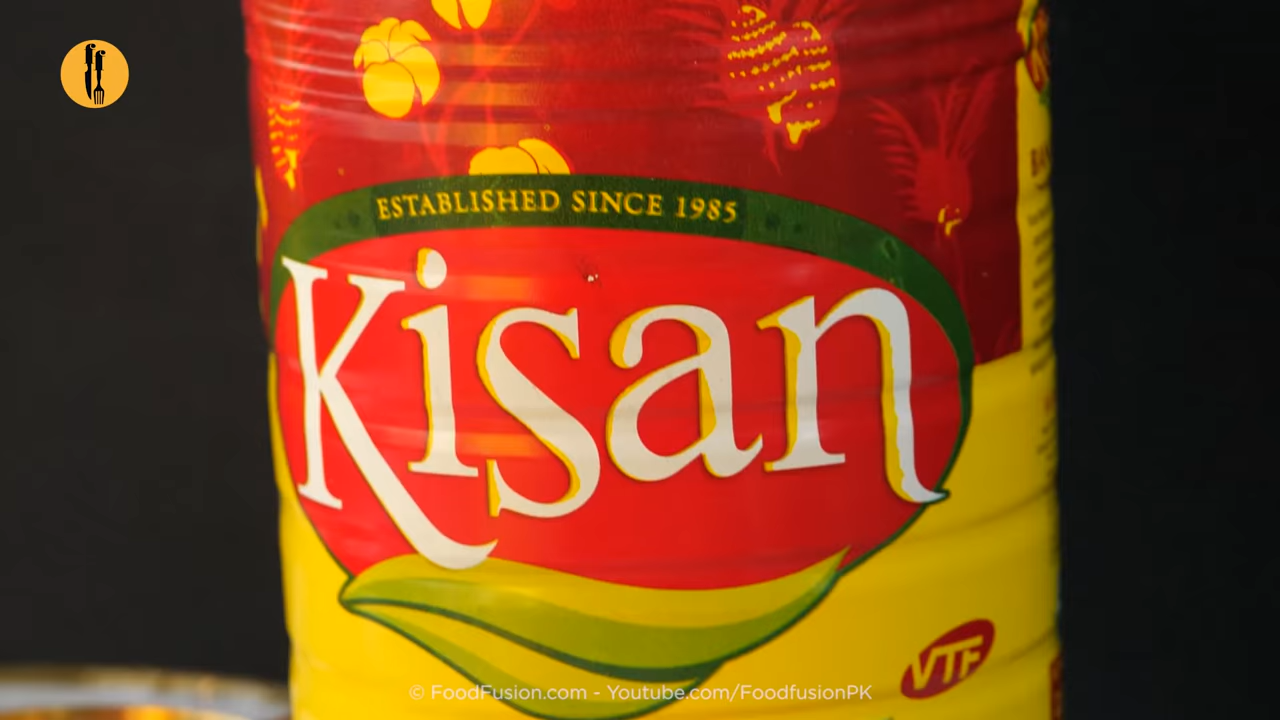 ESTABLISHED SINCE 1985
Kisan
VTF
© FoodFusion.com - Youtube.com/FoodfusionPK